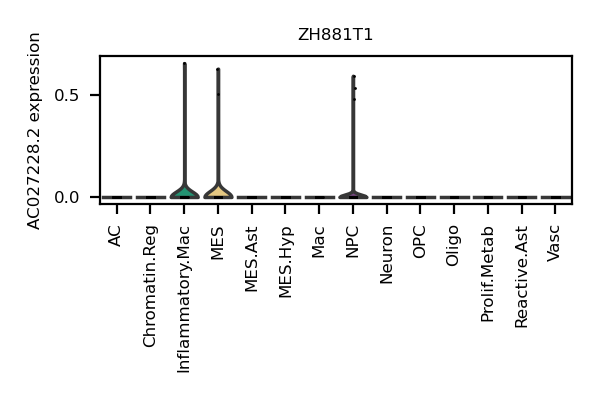 ZH881T1
AC027228.2 expression
0.5
0.0
AC
Chromatin.Reg
Inflammatory.Mac
MES
MES.Ast
MES.Hyp
Mac
NPC
Neuron
OPC
Oligo
Prolif.Metab
Reactive.Ast
Vasc